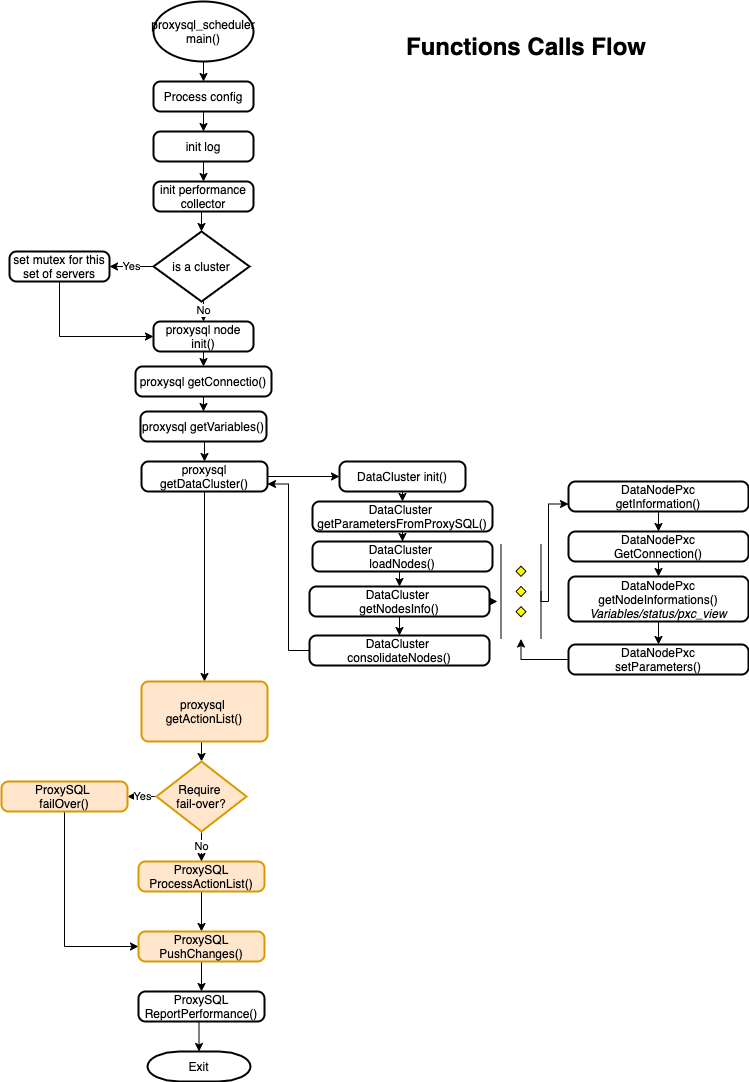 proxysql_scheduler
main()
Functions Calls Flow
Process config
init log
init performance
collector
is a cluster
Yes
set mutex for this
set of servers
No
proxysql node
init()
proxysql getConnectio()
proxysql getVariables()
proxysql
getDataCluster()
DataCluster init()
DataCluster
getParametersFromProxySQL()
DataCluster
loadNodes()
DataCluster
getNodesInfo()
DataCluster
consolidateNodes()
DataNodePxc
getInformation()
DataNodePxc
GetConnection()
DataNodePxc
getNodeInformations()
Variables/status/pxc_view
DataNodePxc
setParameters()
proxysql
getActionList()
Require
fail-over?
Yes
ProxySQL
failOver()
No
ProxySQL
ProcessActionList()
ProxySQL
PushChanges()
ProxySQL
ReportPerformance()
Exit